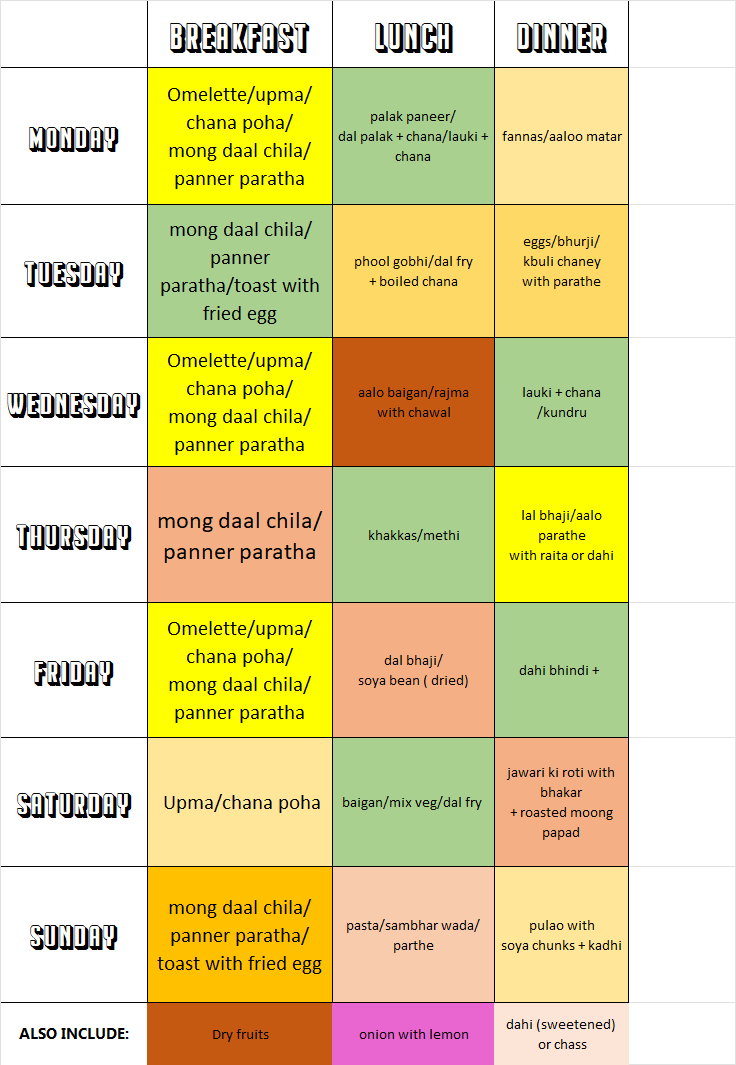 BREAKFAST LUNCH DINNER
MONDAY
Omelette/upma/
chana poha/
mong daal chila/
panner paratha
palak paneer/
dal palak + chana/lauki +
chana
fannas/aaloo matar
TUESDAY
mong daal chila/
panner
paratha/toast with
fried egg
phool gobhi/dal fry
+ boiled chana
eggs/bhurji/
kbuli chaney
with parathe
WEDNESDAY
Omelette/upma/
chana poha/
mong daal chila/
panner paratha
aalo baigan/rajma
with chawal
lauki + chana
/kundru
THURSDAY
mong daal chila/
panner paratha
khakkas/methi
lal bhaji/aalo
parathe
with raita or dahi
FRIDAY
Omelette/upma/
chana poha/
mong daal chila/
panner paratha
dal bhaji/
soya bean ( dried)
dahi bhindi +
SATURDAY
Upma/chana poha
baigan/mix veg/dal fry
jawari ki roti with
bhakar
+ roasted moong
papad
SUNDAY
mong daal chila/
panner paratha/
toast with fried egg
pasta/sambhar wada/
parthe
pulao with
soya chunks + kadhi
ALSO INCLUDE:
Dry fruits
onion with lemon
dahi (sweetened)
or chass